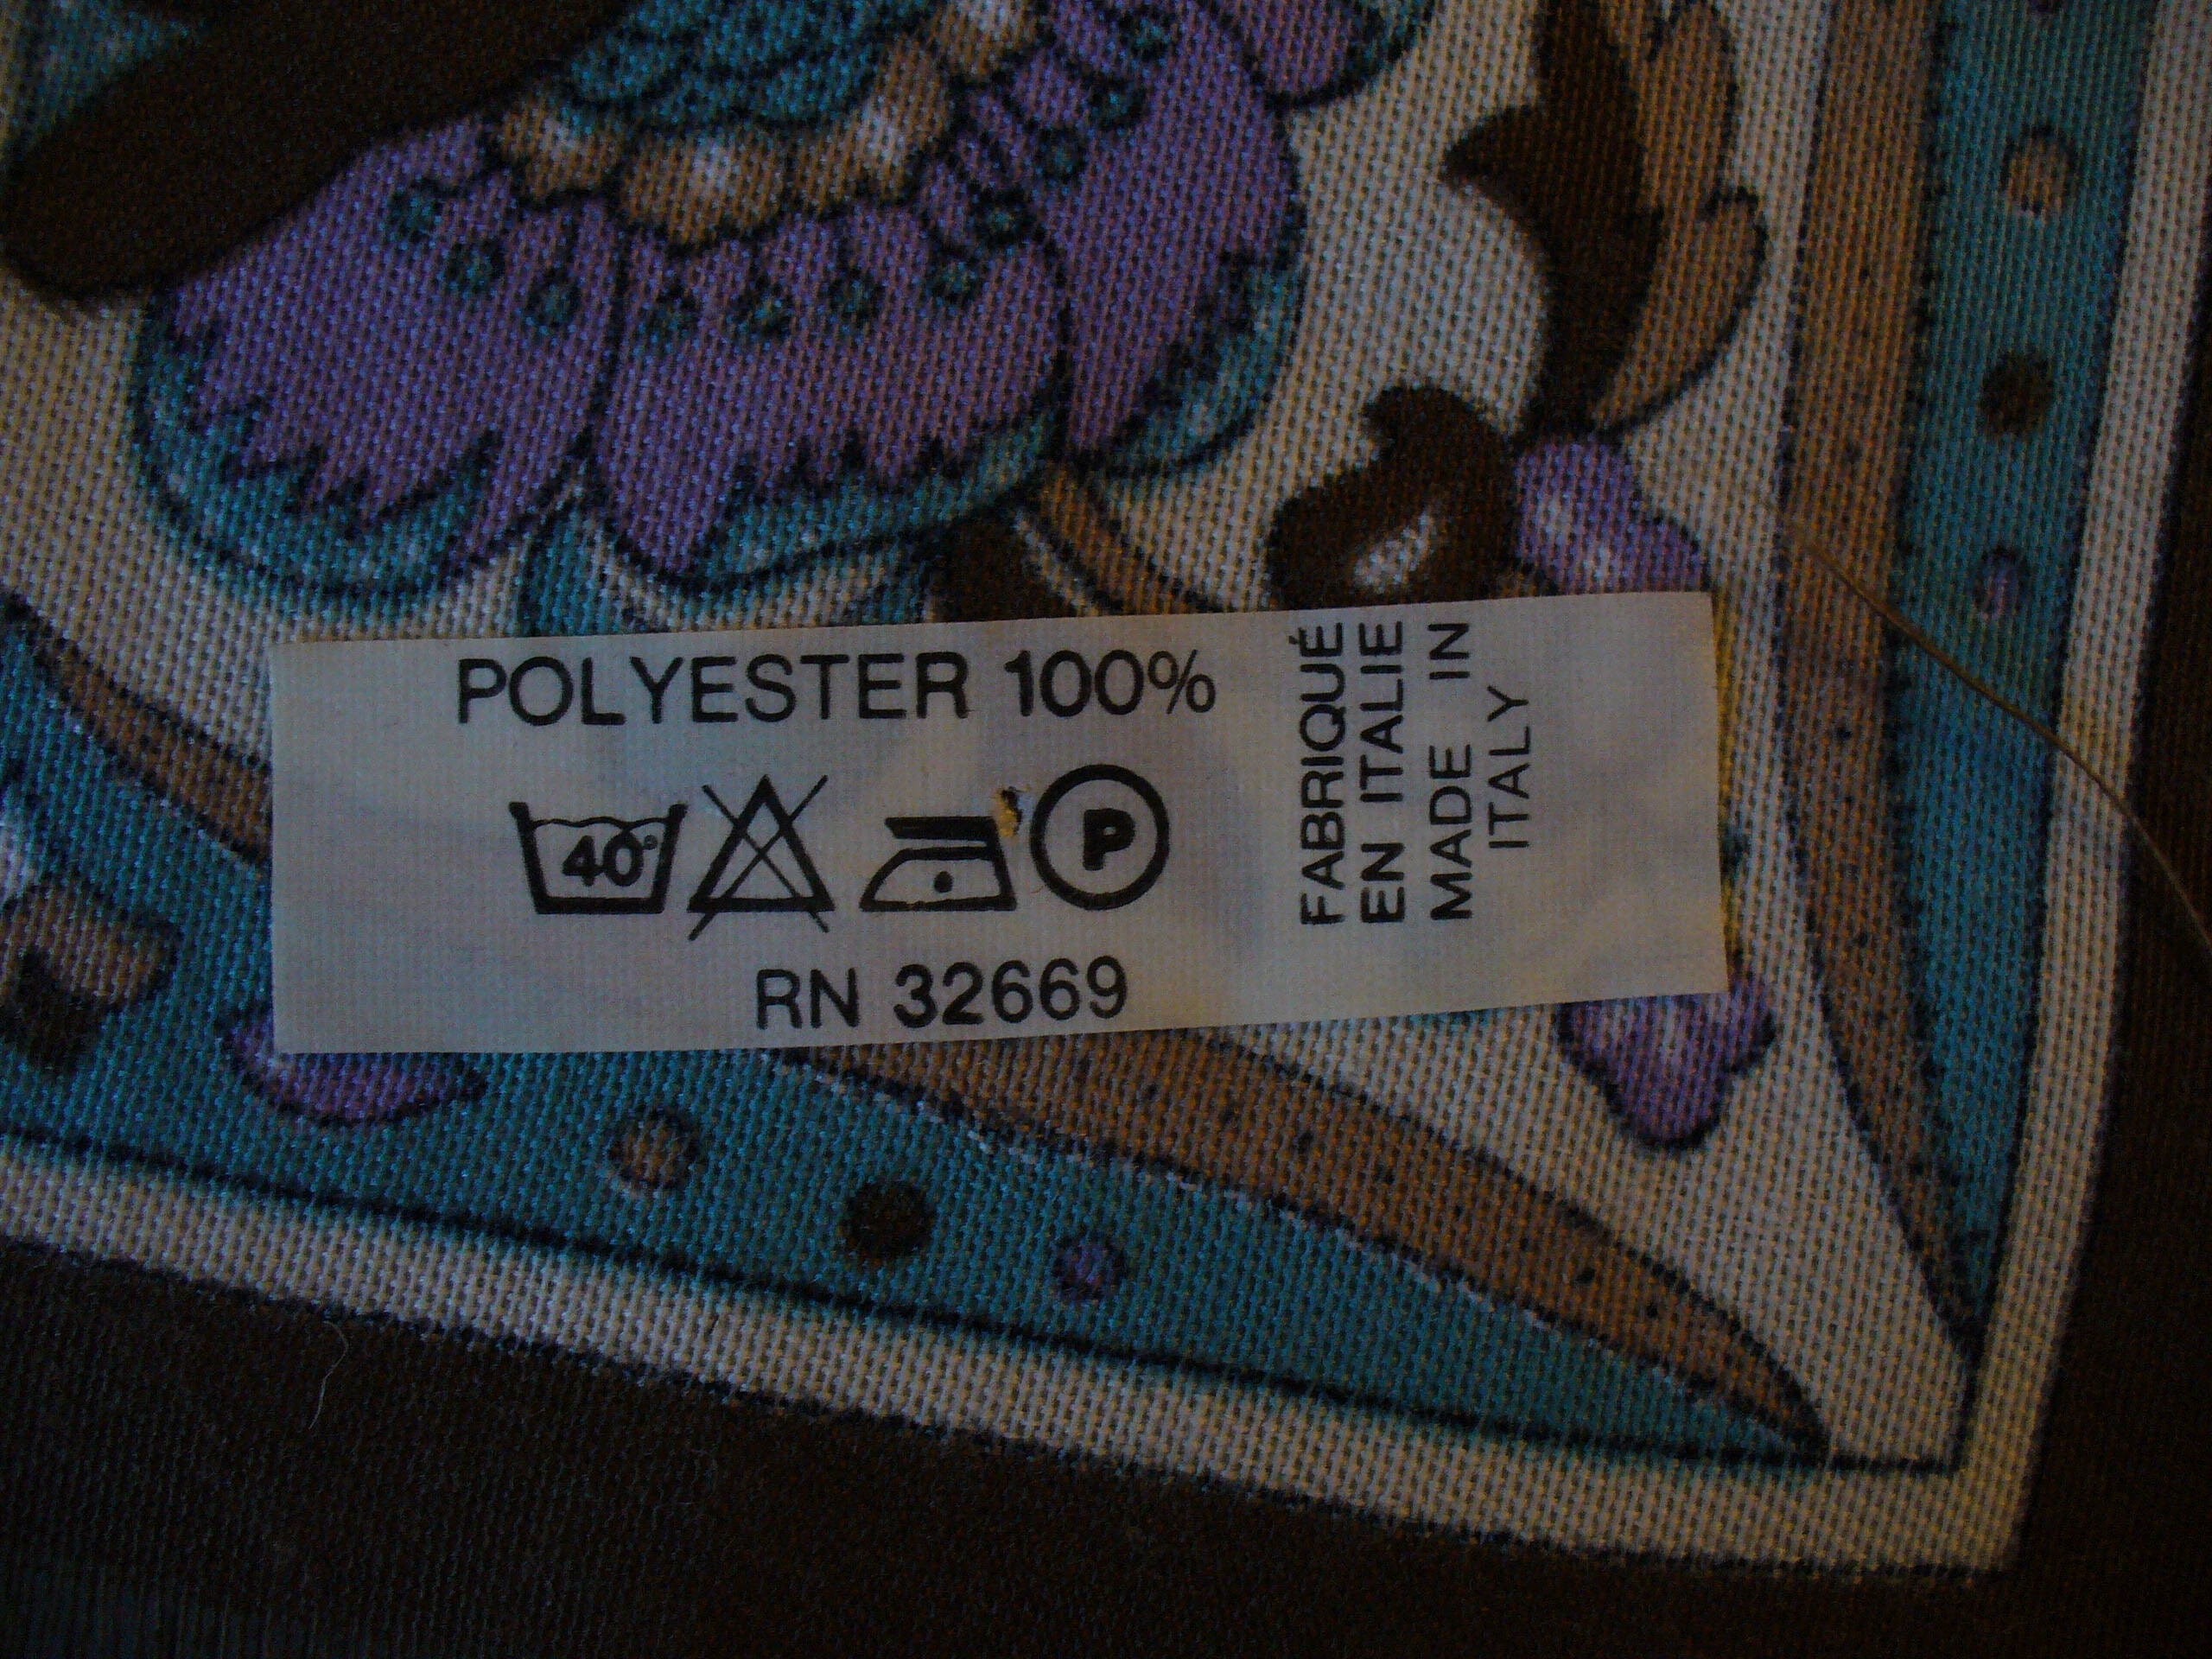 POLYESTER 100%
40°
P
RN 32669
FABRIQUÉ
EN ITALIE
MADE IN
ITALY